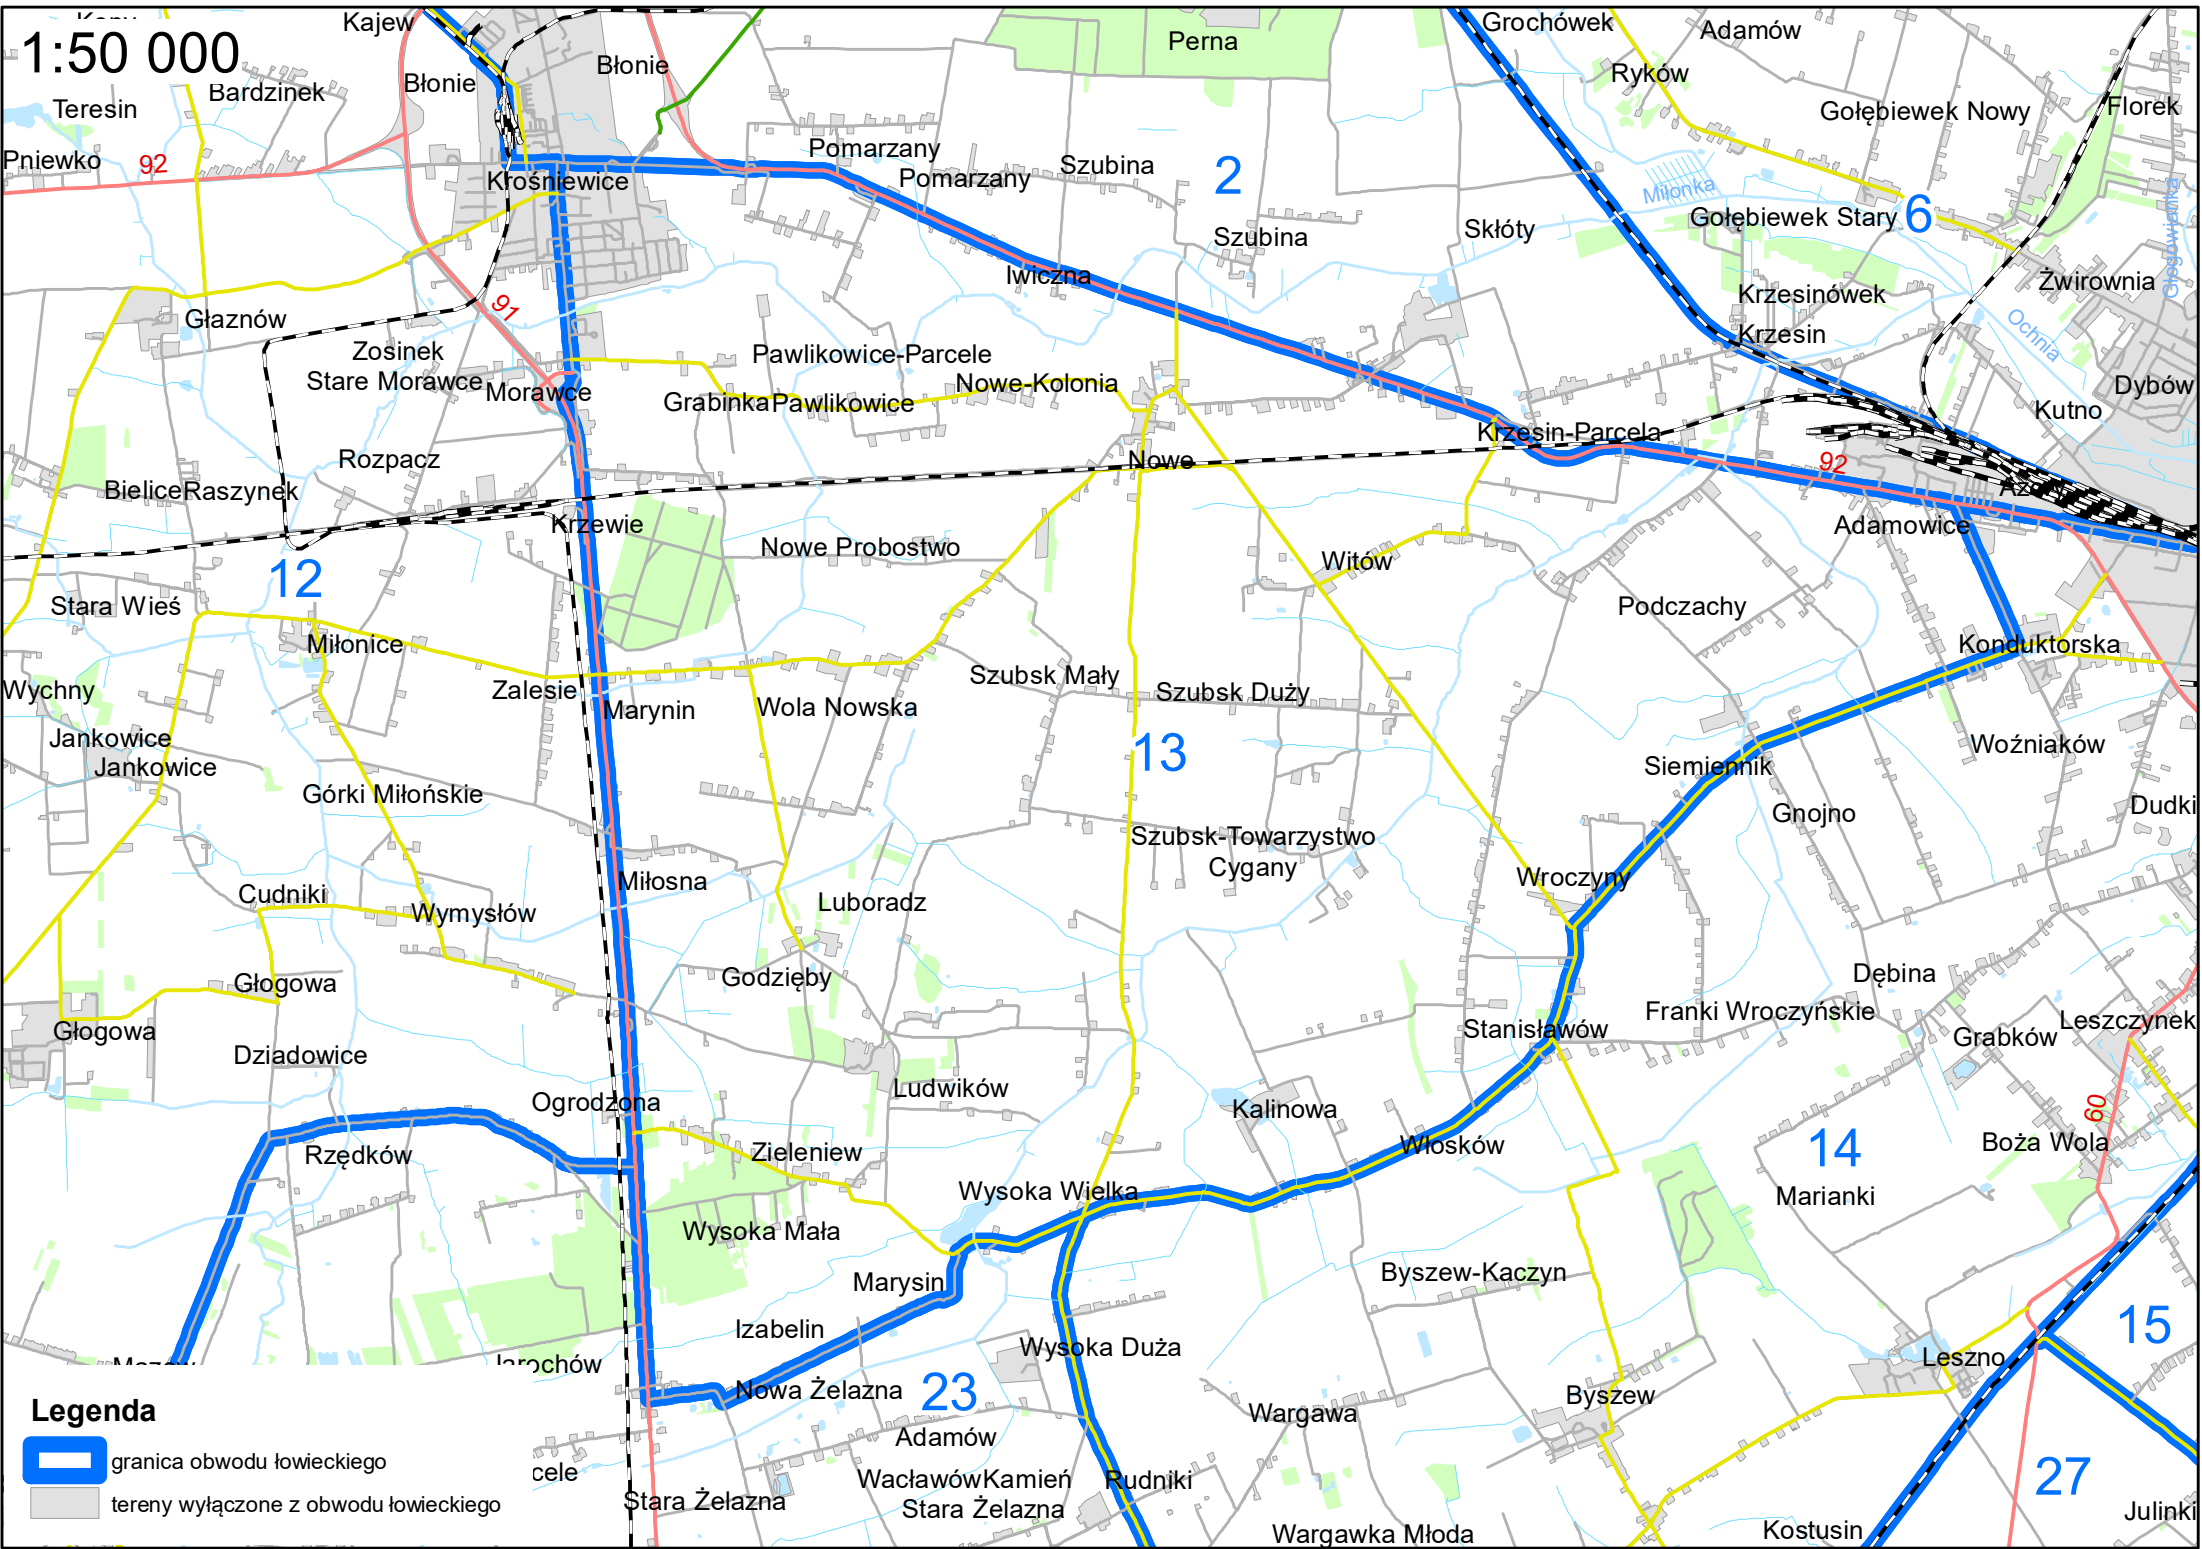 1:50 000
Kajew
Błonie
Błonie
Perna
Grochówek
Adamów
Ryków
Gołębiewek Nowy
Florek
Teresin
Bardzinek
Pniewko
92
Krośniewice
Pomarzany
Pomarzany
Szubina
2
Szubina
Skłóty
Miłonka
Gołębiewek Stary
6
Głogowianka
Żwirownia
Iwiczna
Krzesinówek
Krzesin
Ochnia
Dybów
Kutno
Głaznów
91
Zosinek
Stare Morawce
Morawce
Pawlikowice-Parcele
Nowe-Kolonia
Grabinka
Pawlikowice
Krzesin-Parcela
92
Rozpacz
Nowe
Bielice
Raszynek
Krzewie
Adamowice
Nowe Probostwo
Witów
12
Stara Wieś
Podczachy
Miłonice
Konduktorska
Wychny
Zalesie
Marynin
Wola Nowska
Szubsk Mały
Szubsk Duży
13
Jankowice
Jankowice
Woźniaków
Siemiennik
Górki Miłońskie
Gnojno
Dudki
Szubsk-Towarzystwo
Cygany
Miłosna
Wroczyny
Cudniki
Wymysłów
Luboradz
Głogowa
Godzięby
Dębina
Głogowa
Stanisławów
Franki Wroczyńskie
Grabków
Leszczynek
Dziadowice
Ogrodzona
Ludwików
Kalinowa
60
Rzędków
Zieleniew
Włosków
14
Boża Wola
Wysoka Wielka
Marianki
Wysoka Mała
Marysin
Byszew-Kaczyn
Izabelin
15
Wysoka Duża
Jarochów
Leszno
Nowa Żelazna
23
Byszew
Wargawa
Adamów
Legenda
granica obwodu łowieckiego
tereny wyłączone z obwodu łowieckiego
cele
Stara Żelazna
Wacławów
Kamień
Stara Żelazna
Rudniki
27
Wargawka Młoda
Kostusin
Julinki